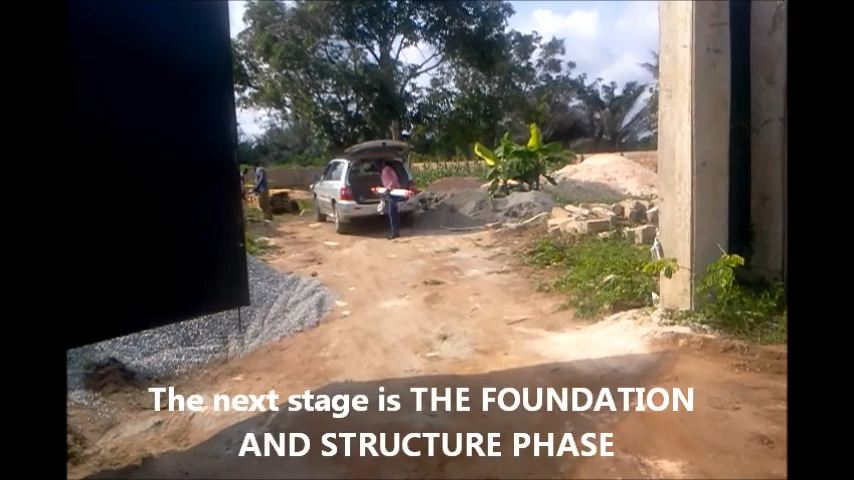 The next stage is THE FOUNDATION
AND STRUCTURE PHASE